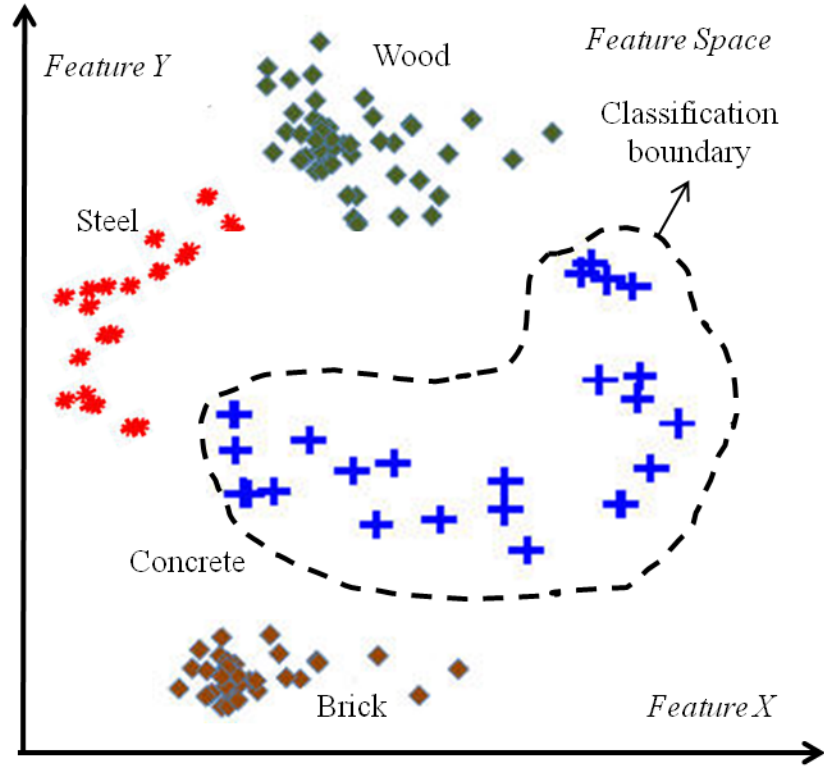 Wood
Feature Space
Feature Y
Classification
boundary
Steel
Concrete
Brick
Feature X